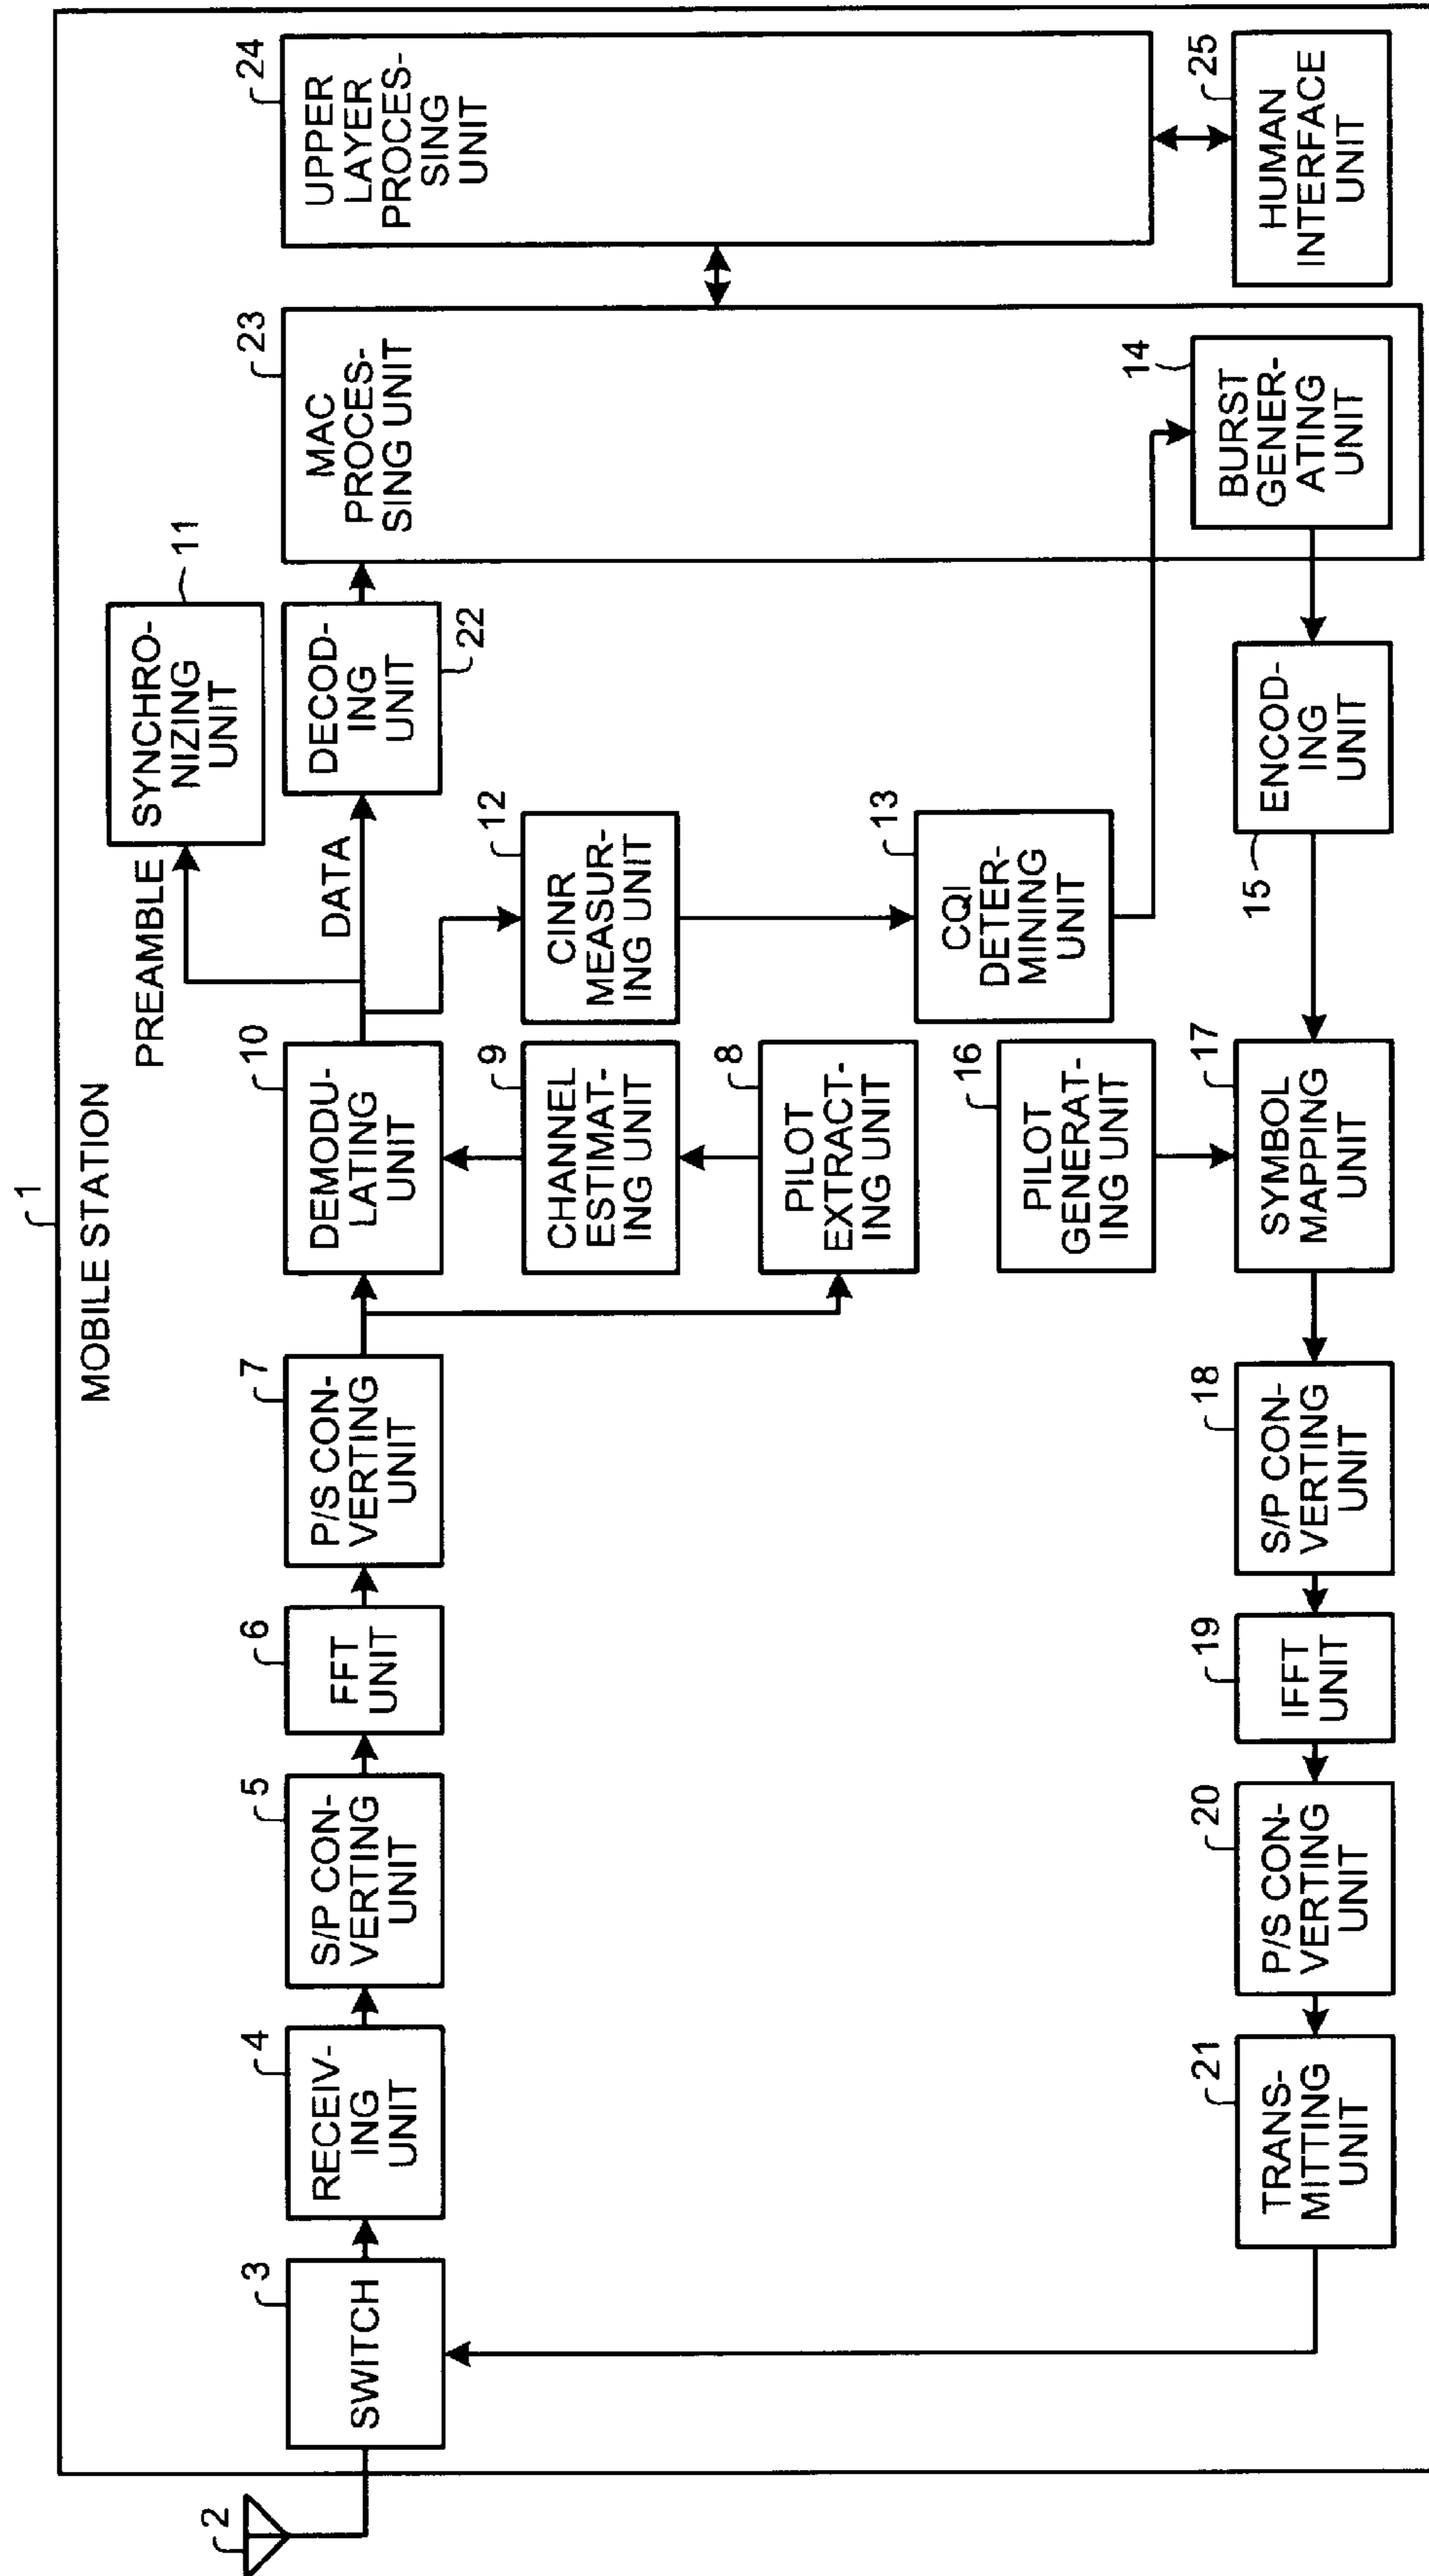 1
MOBILE STATION
2
3
SWITCH
4
RECEIV-
ING
UNIT
5
S/P CON-
VERTING
UNIT
6
FFT
UNIT
7
P/S CON-
VERTING
UNIT
10
DEMODU-
LATING
UNIT
9
CHANNEL
ESTIMAT-
ING UNIT
8
PILOT
EXTRACT-
ING UNIT
PREAMBLE
SYNCHRO-
NIZING
UNIT
11
DATA
DECOD-
ING
UNIT
22
12
CINR
MEASUR-
ING UNIT
13
CQI
DETER-
MINING
UNIT
23
MAC
PROCES-
SING UNIT
24
UPPER
LAYER
PROCES-
SING
UNIT
25
HUMAN
INTERFACE
UNIT
14
BURST
GENER-
ATING
UNIT
15
ENCOD-
ING
UNIT
16
PILOT
GENERAT-
ING UNIT
17
SYMBOL
MAPPING
UNIT
18
S/P CON-
VERTING
UNIT
19
IFFT
UNIT
20
P/S CON-
VERTING
UNIT
21
TRANS-
MITTING
UNIT